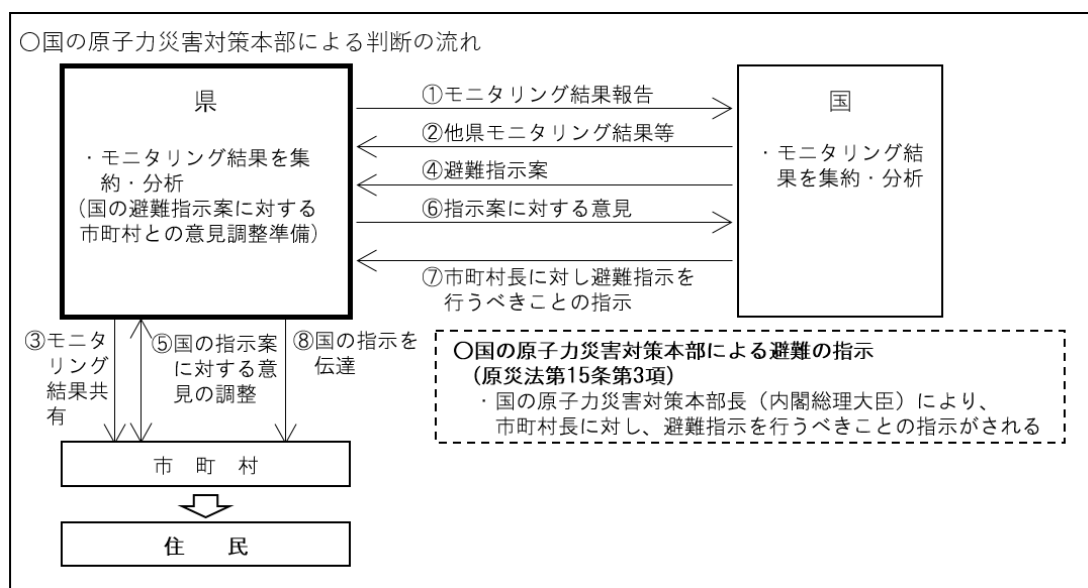 〇国の原子力災害対策本部による判断の流れ
県
・モニタリング結果を集
約・分析
(国の避難指示案に対する
市町村との意見調整準備)
①モニタリング結果報告
②他県モニタリング結果等
④避難指示案
⑥指示案に対する意見
⑦市町村長に対し避難指示を
行うべきことの指示
国
・モニタリング結
果を集約・分析
③モニタ
リング
結果共
有
⑤国の指示案
に対する意
見の調整
⑧国の指示を
伝達
〇国の原子力災害対策本部による避難の指示
(原災法第15条第3項)
・国の原子力災害対策本部長（内閣総理大臣）により、
市町村長に対し、避難指示を行うべきことの指示がされる
市 町 村
住 民